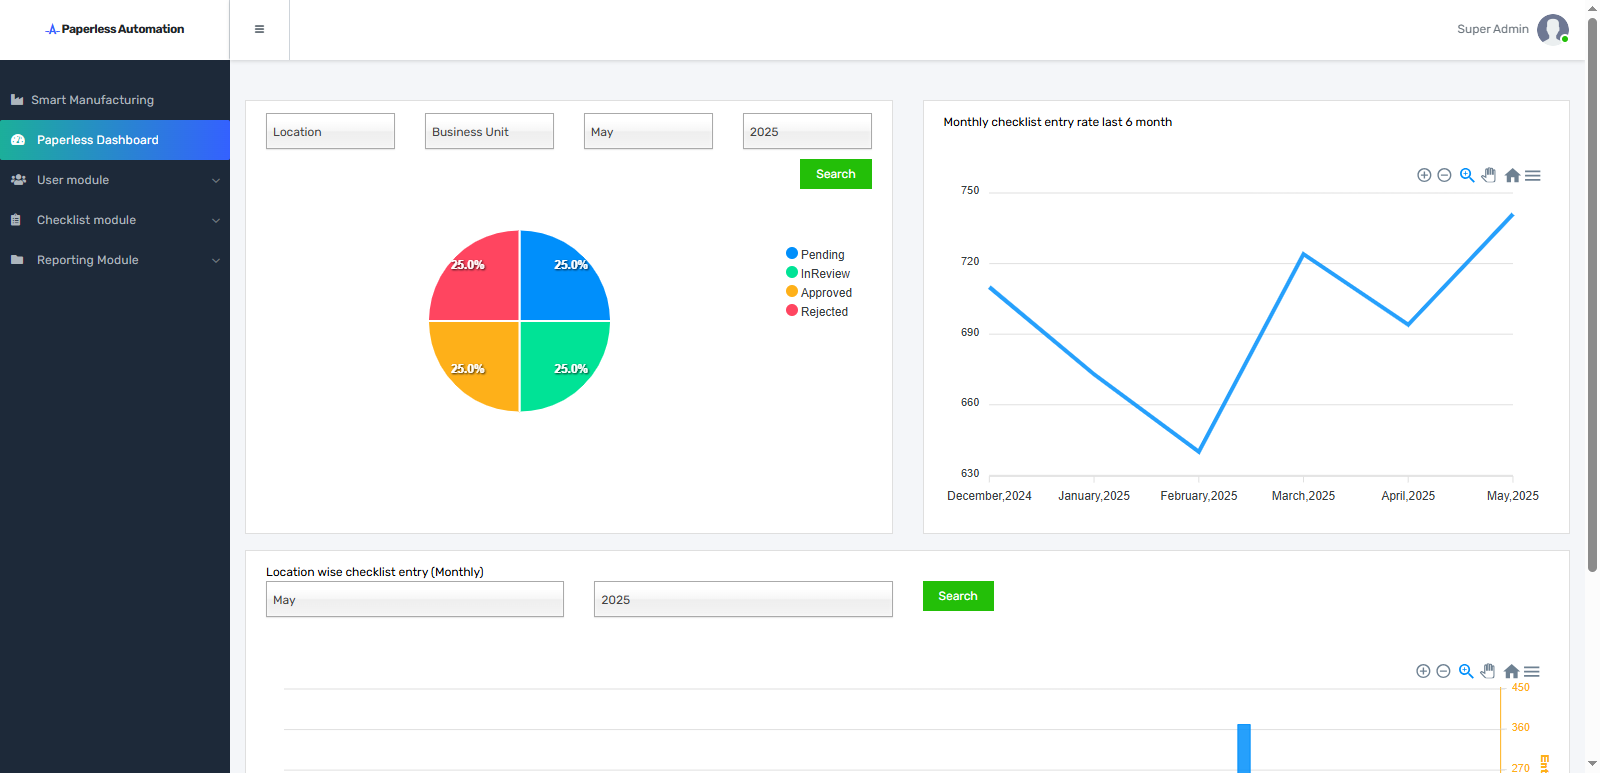 Paperless Automation
Super Admin
Smart Manufacturing
Paperless Dashboard
User module
Checklist module
Reporting Module
Location
Business Unit
May
2025
Search
25.0%
25.0%
25.0%
25.0%
Pending
InReview
Approved
Rejected
Monthly checklist entry rate last 6 month
750
720
690
660
630
December,2024
January,2025
February,2025
March,2025
April,2025
May,2025
Location wise checklist entry (Monthly)
May
2025
Search
450
360
270